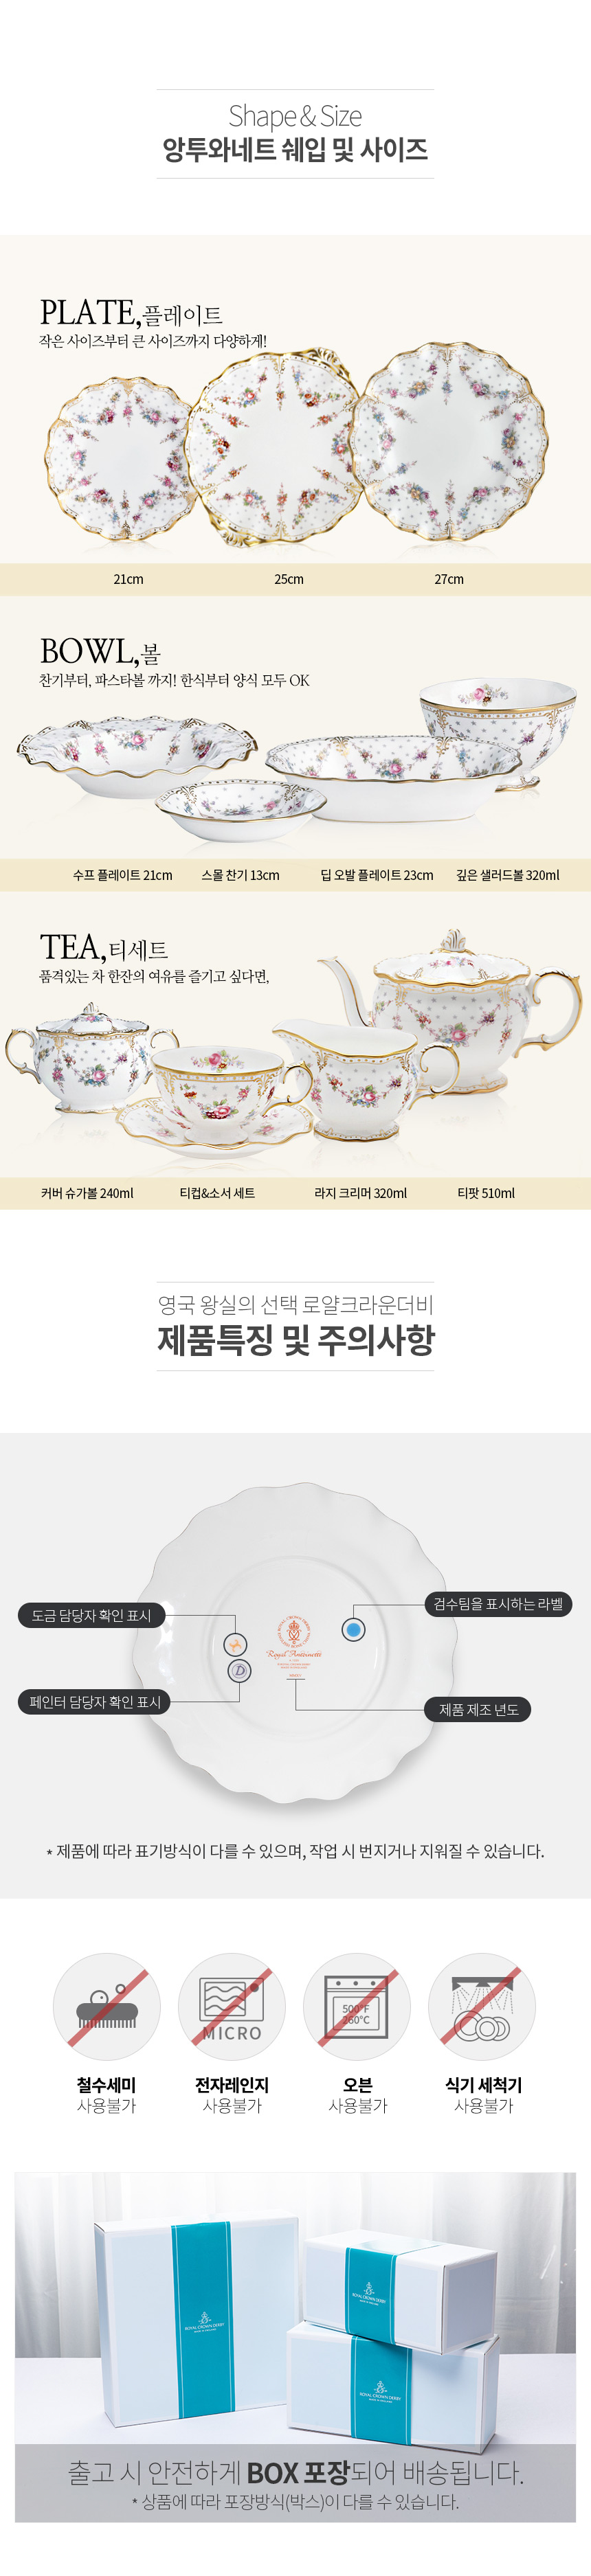 Shape & Size
앙투와네트 쉐입 및 사이즈
PLATE, 플레이트
작은 사이즈부터 큰 사이즈까지 다양하게!
21cm
25cm
27cm
BOWL, 볼
찬기부터, 파스타볼 까지! 한식부터 양식 모두 OK
수프 플레이트 21cm
스몰 찬기 13cm
딥 오발 플레이트 23cm
깊은 샐러드볼 320ml
TEA, 티세트
품격있는 차 한잔의 여유를 즐기고 싶다면,
커버 슈가볼 240ml
티컵&소서 세트
라지 크리머 320ml
티팟 510ml
영국 왕실의 선택 로얄크라운더비
제품특징 및 주의사항
도금 담당자 확인 표시
검수팀을 표시하는 라벨
Royal Antoinette
D
페인터 담당자 확인 표시
제품 제조 년도
* 제품에 따라 표기방식이 다를 수 있으며, 작업 시 번지거나 지워질 수 있습니다.
MICRO
500°F
260°C
철수세미
사용불가
전자레인지
사용불가
오븐
사용불가
식기 세척기
사용불가
ROYAL CROWN DERBY
ROYAL CROWN DERBY
ROYAL CROWN DERBY
출고 시 안전하게 BOX 포장되어 배송됩니다.
* 상품에 따라 포장방식(박스)이 다를 수 있습니다.